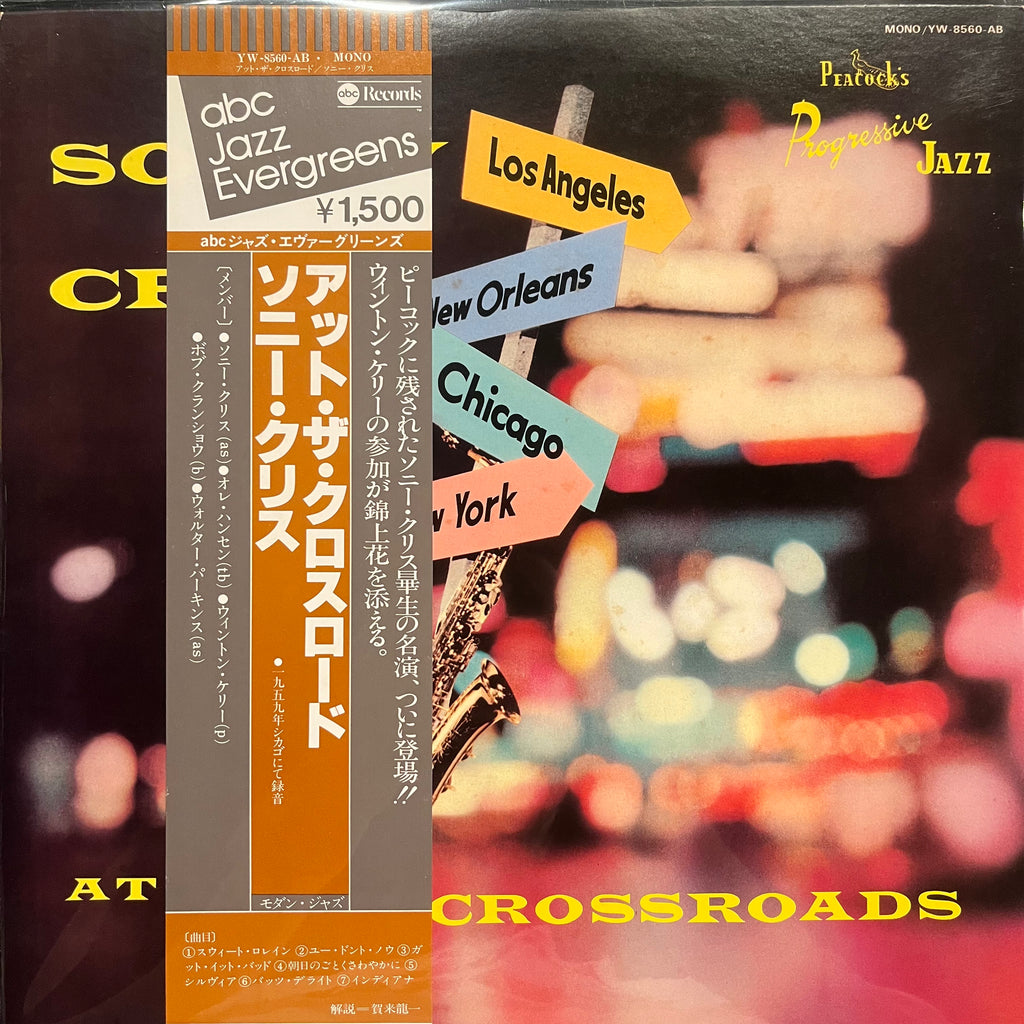 MONO/YW-8560-AB
PEACOCK'S
Progressive
JAZZ
YW-8560-AB・ MONO
アット・ザ・クロスロード／ソニー・クリス
abc
Jazz
Evergreens
abc Records
¥1,500
abcジャズ・エヴァーグリーンズ
ピーコックに残されたソニー・クリス畢生の名演、ついに登場!!
ウィントン・ケリーの参加が錦上花を添える。
アット・ザ・クロスロード
ソニー・クリス
●一九五九年シカゴにて録音
〔メンバー〕●ソニー・クリス(as)●オレ・ハンセン(tb)●ウィントン・ケリー(p)
●ボブ・クランショウ(b)●ウォルター・パーキンス(as)
モダン・ジャズ
〔曲目〕
①スウィート・ロレイン②ユー・ドント・ノウ③ガ
ット・イット・バッド④朝日のごとくさわやかに⑤
シルヴィア⑥バッツ・デライト⑦インディアナ
解説＝賀来龍一
Los Angeles
New Orleans
Chicago
w York
SO Y
CR
AT CROSSROADS